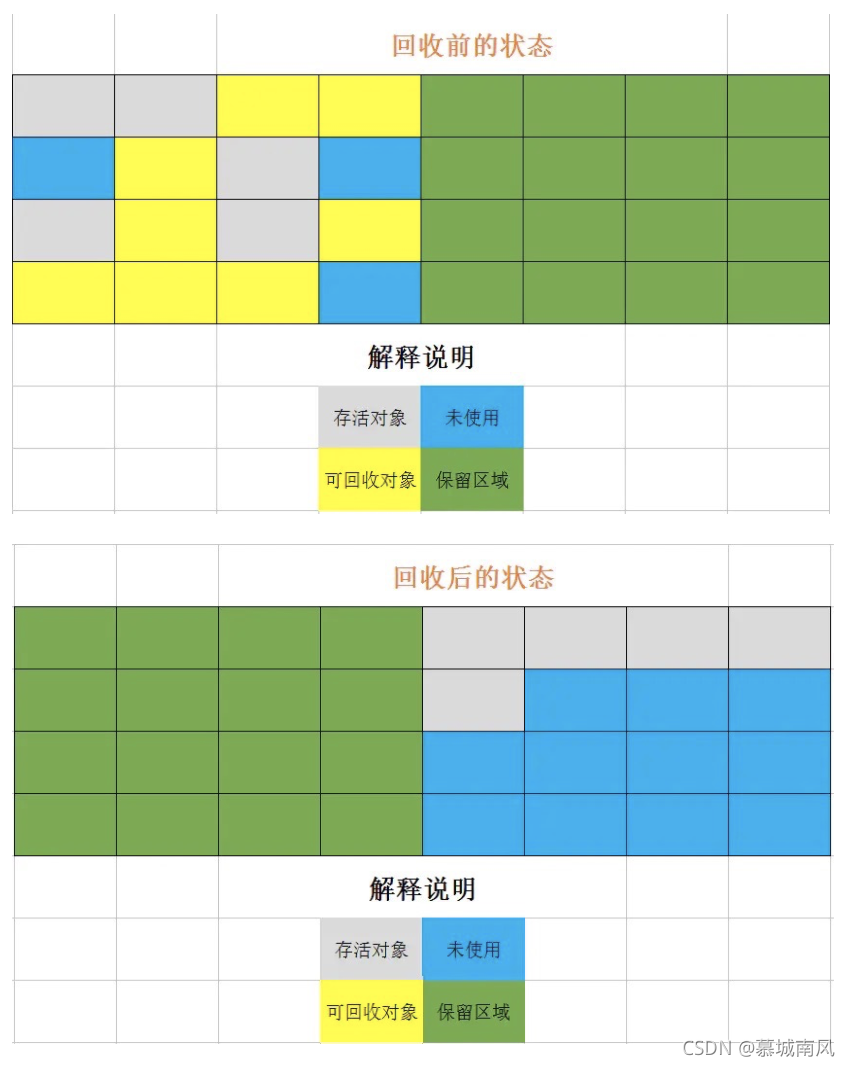 回收前的状态
解释说明
存活对象 未使用
可回收对象 保留区域
回收后的状态
解释说明
存活对象 未使用
可回收对象 保留区域
CSDN @慕城南风